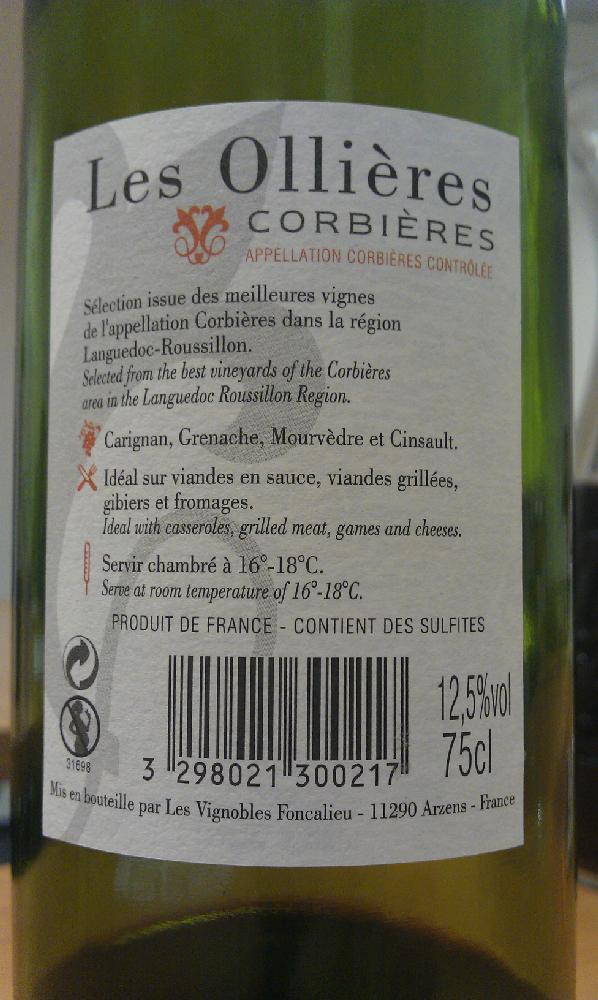 Les Ollières
CORBIÈRES
APPELLATION CORBIÈRES CONTRÔLÉE
Sélection issue des meilleures vignes
de l'appellation Corbières dans la région
Languedoc-Roussillon.
Selected from the best vineyards of the Corbières
area in the Languedoc Roussillon Region.
Carignan, Grenache, Mourvèdre et Cinsault.
Idéal sur viandes en sauce, viandes grillées,
gibiers et fromages.
Ideal with casseroles, grilled meat, games and cheeses.
Servir chambré à 16°-18°C.
Serve at room temperature of 16°-18°C.
PRODUIT DE FRANCE - CONTIENT DES SULFITES
12,5%vol
75cl
31698
3 298021 300217
Mis en bouteille par Les Vignobles Foncalieu - 11290 Arzens - France